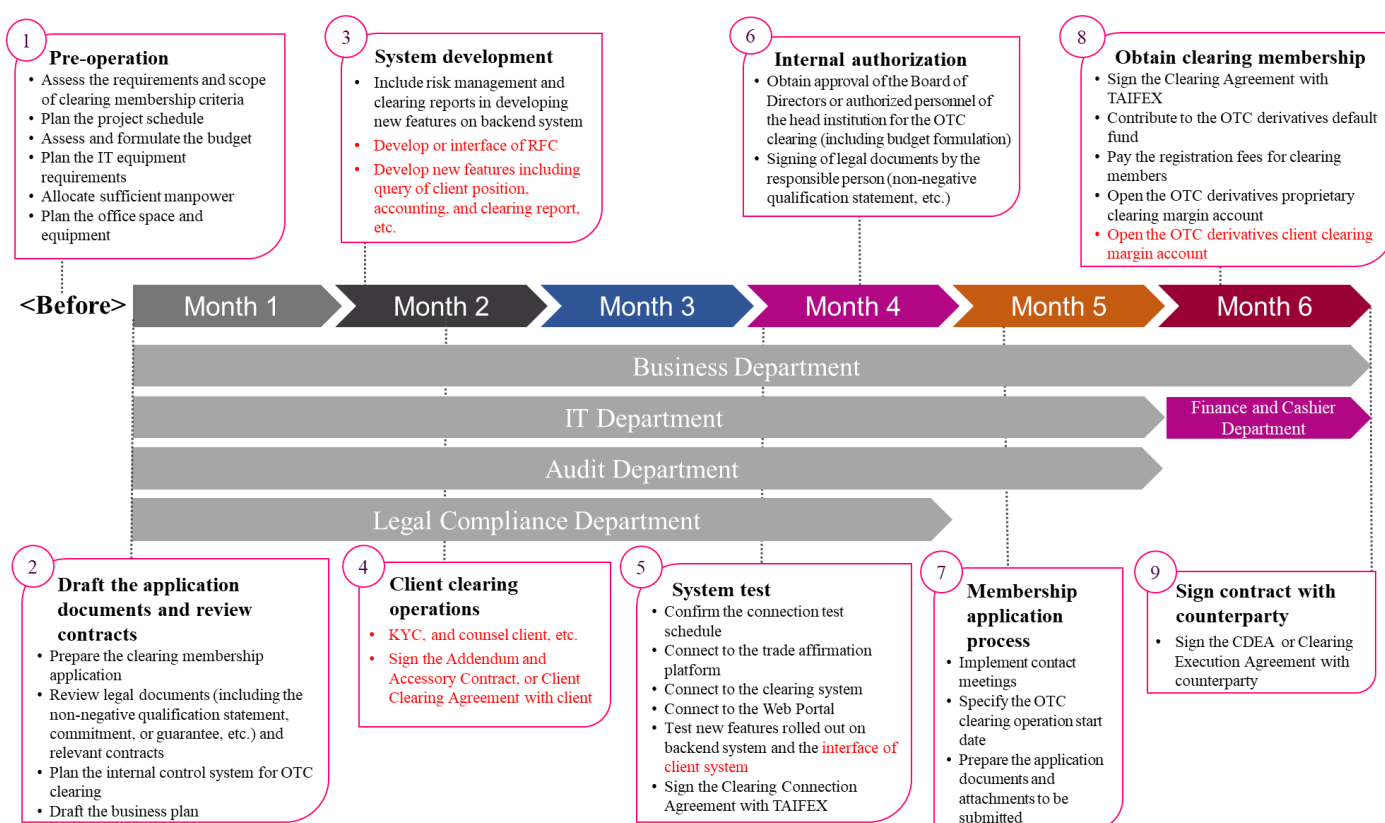 1
Pre-operation
• Assess the requirements and scope
of clearing membership criteria
• Plan the project schedule
• Assess and formulate the budget
• Plan the IT equipment
requirements
• Allocate sufficient manpower
• Plan the office space and
equipment
3
System development
• Include risk management and
clearing reports in developing
new features on backend system
• Develop or interface of RFC
• Develop new features including
query of client position,
accounting, and clearing report,
etc.
6
Internal authorization
• Obtain approval of the Board of
Directors or authorized personnel of
the head institution for the OTC
clearing (including budget formulation)
• Signing of legal documents by the
responsible person (non-negative
qualification statement, etc.)
8
Obtain clearing membership
• Sign the Clearing Agreement with
TAIFEX
• Contribute to the OTC derivatives default
fund
• Pay the registration fees for clearing
members
• Open the OTC derivatives proprietary
clearing margin account
• Open the OTC derivatives client clearing
margin account
<Before>
Month 1
Month 2
Month 3
Month 4
Month 5
Month 6
Business Department
IT Department
Finance and Cashier
Department
Audit Department
Legal Compliance Department
2
Draft the application
documents and review
contracts
• Prepare the clearing membership
application
• Review legal documents (including the
non-negative qualification statement,
commitment, or guarantee, etc.) and
relevant contracts
• Plan the internal control system for OTC
clearing
• Draft the business plan
4
Client clearing
operations
• KYC, and counsel client, etc.
• Sign the Addendum and
Accessory Contract, or Client
Clearing Agreement with client
5
System test
• Confirm the connection test
schedule
• Connect to the trade affirmation
platform
• Connect to the clearing system
• Connect to the Web Portal
• Test new features rolled out on
backend system and the interface of
client system
• Sign the Clearing Connection
Agreement with TAIFEX
7
Membership
application
process
• Implement contact
meetings
• Specify the OTC
clearing operation start
date
• Prepare the application
documents and
attachments to be
submitted
9
Sign contract with
counterparty
• Sign the CDEA or Clearing
Execution Agreement with
counterparty